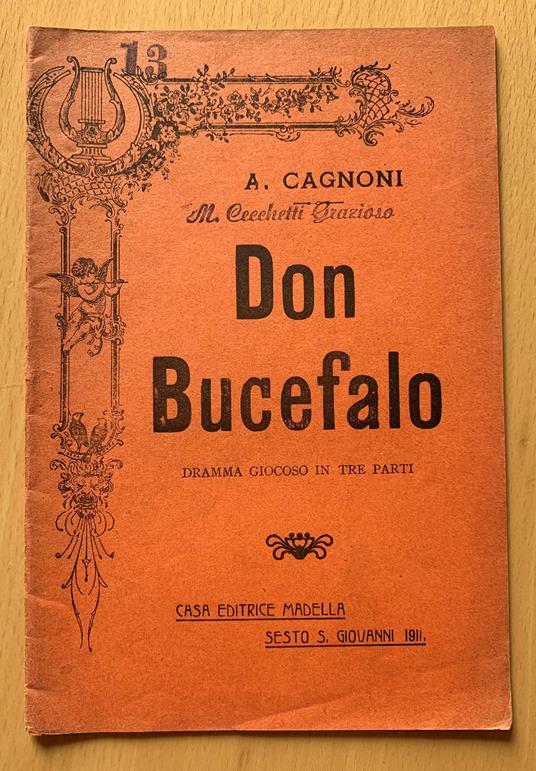 13
A. CAGNONI
M. Cecchetti Grazioso
Don
Bucefalo
DRAMMA GIOCOSO IN TRE PARTI
CASA EDITRICE MADELLA
SESTO S. GIOVANNI 1911.